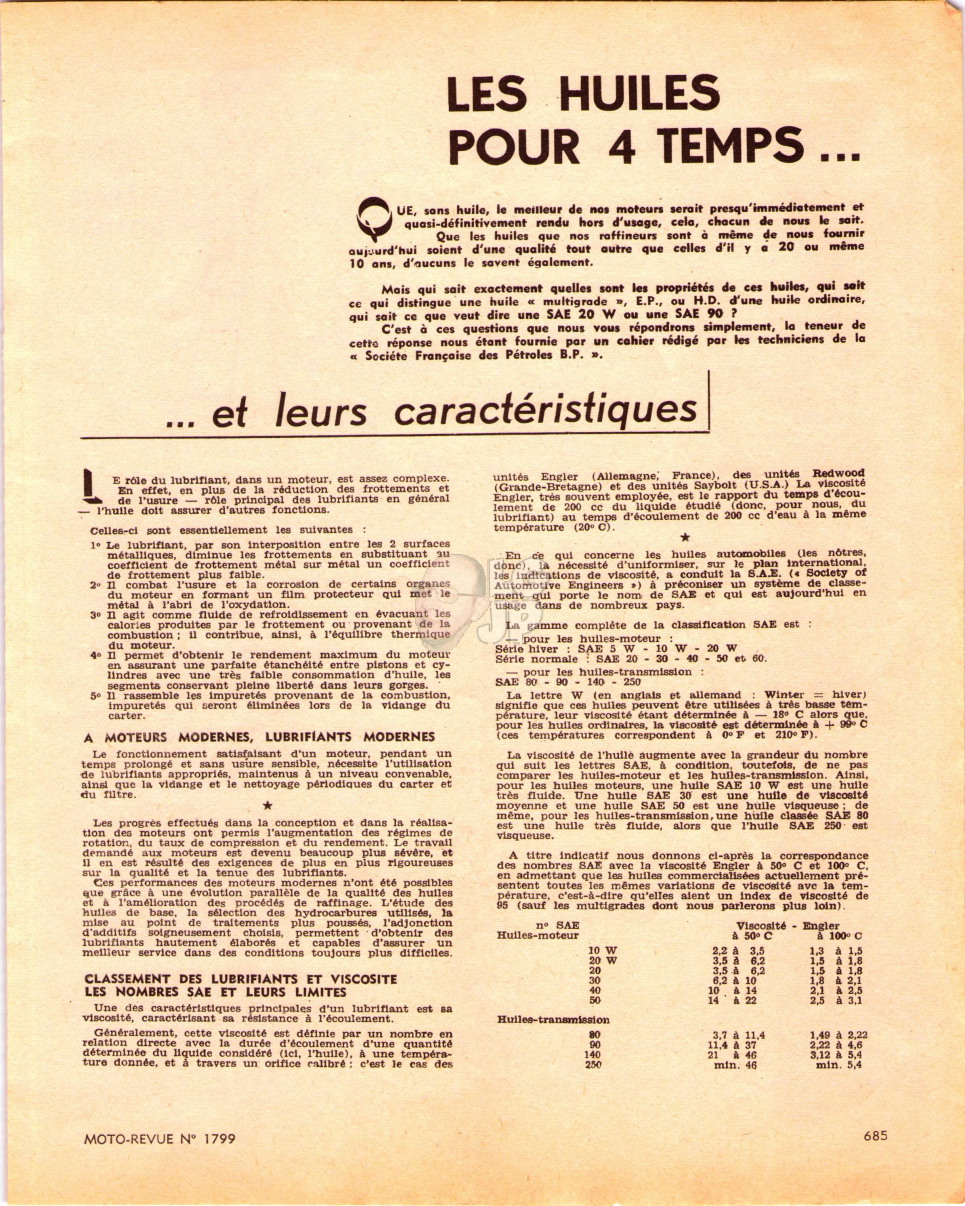 LES HUILES
POUR 4 TEMPS ...
QUE, sans huile, le meilleur de nos moteurs serait presqu'immédiatement et
quasi-définitivement rendu hors d'usage, cela, chacun de nous le sait.
Que les huiles que nos raffineurs sont à même de nous fournir
aujourd'hui soient d'une qualité tout autre que celles d'il y a 20 ou même
10 ans, d'aucuns le savent également.
Mais qui sait exactement quelles sont les propriétés de ces huiles, qui sait
ce qui distingue une huile « multigrade », E.P., ou H.D. d'une huile ordinaire,
qui sait ce que veut dire une SAE 20 W ou une SAE 90 ?
C'est à ces questions que nous vous répondrons simplement, la teneur de
cette réponse nous étant fournie par un cahier rédigé par les techniciens de la
« Sociéte Française des Pétroles B.P. ».
... et leurs caractéristiques
LE rôle du lubrifiant, dans un moteur, est assez complexe.
En effet, en plus de la réduction des frottements et
de l'usure — rôle principal des lubrifiants en général
— l'huile doit assurer d'autres fonctions.
Celles-ci sont essentiellement les suivantes :
1° Le lubrifiant, par son interposition entre les 2 surfaces
métalliques, diminue les frottements en substituant au
coefficient de frottement métal sur métal un coefficient
de frottement plus faible.
2° Il combat l'usure et la corrosion de certains organes
du moteur en formant un film protecteur qui met le
métal à l'abri de l'oxydation.
3° Il agit comme fluide de refroidissement en évacuant les
calories produites par le frottement ou provenant de la
combustion ; il contribue, ainsi, à l'équilibre thermique
du moteur.
4° Il permet d'obtenir le rendement maximum du moteur
en assurant une parfaite étanchéité entre pistons et cy-
lindres avec une très faible consommation d'huile, les
segments conservant pleine liberté dans leurs gorges.
5° Il rassemble les impuretés provenant de la combustion,
impuretés qui seront éliminées lors de la vidange du
carter.
A MOTEURS MODERNES, LUBRIFIANTS MODERNES
Le fonctionnement satisfaisant d'un moteur, pendant un
temps prolongé et sans usure sensible, nécessite l'utilisation
de lubrifiants appropriés, maintenus à un niveau convenable,
ainsi que la vidange et le nettoyage périodiques du carter et
du filtre.
★
Les progrès effectués dans la conception et dans la réalisa-
tion des moteurs ont permis l'augmentation des régimes de
rotation, du taux de compression et du rendement. Le travail
demandé aux moteurs est devenu beaucoup plus sévère, et
il en est résulté des exigences de plus en plus rigoureuses
sur la qualité et la tenue des lubrifiants.
Ces performances des moteurs modernes n'ont été possibles
que grâce à une évolution parallèle de la qualité des huiles
et à l'amélioration des procédés de raffinage. L'étude des
huiles de base, la sélection des hydrocarbures utilisés, la
mise au point de traitements plus poussés, l'adjonction
d'additifs soigneusement choisis, permettent d'obtenir des
lubrifiants hautement élaborés et capables d'assurer un
meilleur service dans des conditions toujours plus difficiles.
CLASSEMENT DES LUBRIFIANTS ET VISCOSITE
LES NOMBRES SAE ET LEURS LIMITES
Une des caractéristiques principales d'un lubrifiant est sa
viscosité, caractérisant sa résistance à l'écoulement.
Généralement, cette viscosité est définie par un nombre en
relation directe avec la durée d'écoulement d'une quantité
déterminée du liquide considéré (ici, l'huile), à une tempéra-
ture donnée, et à travers un orifice calibré ; c'est le cas des
unités Engler (Allemagne, France), des unités Redwood
(Grande-Bretagne) et des unités Saybolt (U.S.A.) La viscosité
Engler, très souvent employée, est le rapport du temps d'écou-
lement de 200 cc du liquide étudié (donc, pour nous, du
lubrifiant) au temps d'écoulement de 200 cc d'eau à la même
température (20° C).
★
En ce qui concerne les huiles automobiles (les nôtres,
donc), la nécessité d'uniformiser, sur le plan international,
les indications de viscosité, a conduit la S.A.E. (« Society of
Automotive Engineers ») à préconiser un système de classe-
ment qui porte le nom de SAE et qui est aujourd'hui en
usage dans de nombreux pays.
La gamme complète de la classification SAE est :
— pour les huiles-moteur :
Série hiver : SAE 5 W - 10 W - 20 W
Série normale : SAE 20 - 30 - 40 - 50 et 60.
— pour les huiles-transmission :
SAE 80 - 90 - 140 - 250
La lettre W (en anglais et allemand : Winter = hiver)
signifie que ces huiles peuvent être utilisées à très basse tem-
pérature, leur viscosité étant déterminée à — 18° C alors que,
pour les huiles ordinaires, la viscosité est déterminée à + 99° C
(ces températures correspondent à 0° F et 210° F).
La viscosité de l'huile augmente avec la grandeur du nombre
qui suit les lettres SAE, à condition, toutefois, de ne pas
comparer les huiles-moteur et les huiles-transmission. Ainsi,
pour les huiles moteurs, une huile SAE 10 W est une huile
très fluide. Une huile SAE 30 est une huile de viscosité
moyenne et une huile SAE 50 est une huile visqueuse ; de
même, pour les huiles-transmission, une huile classée SAE 80
est une huile très fluide, alors que l'huile SAE 250 est
visqueuse.
A titre indicatif nous donnons ci-après la correspondance
des nombres SAE avec la viscosité Engler à 50° C et 100° C,
en admettant que les huiles commercialisées actuellement pré-
sentent toutes les mêmes variations de viscosité avc la tem-
pérature, c'est-à-dire qu'elles aient un index de viscosité de
95 (sauf les multigrades dont nous parlerons plus loin).
n° SAE Viscosité - Engler
Huiles-moteur à 50° C à 100° C
10 W 2,2 à 3,5 1,3 à 1,5
20 W 3,5 à 6,2 1,5 à 1,8
20 3,5 à 6,2 1,5 à 1,8
30 6,2 à 10 1,8 à 2,1
40 10 à 14 2,1 à 2,5
50 14 à 22 2,5 à 3,1
Huiles-transmission
80 3,7 à 11,4 1,49 à 2,22
90 11,4 à 37 2,22 à 4,6
140 21 à 46 3,12 à 5,4
250 min. 46 min. 5,4
MOTO-REVUE N° 1799
685